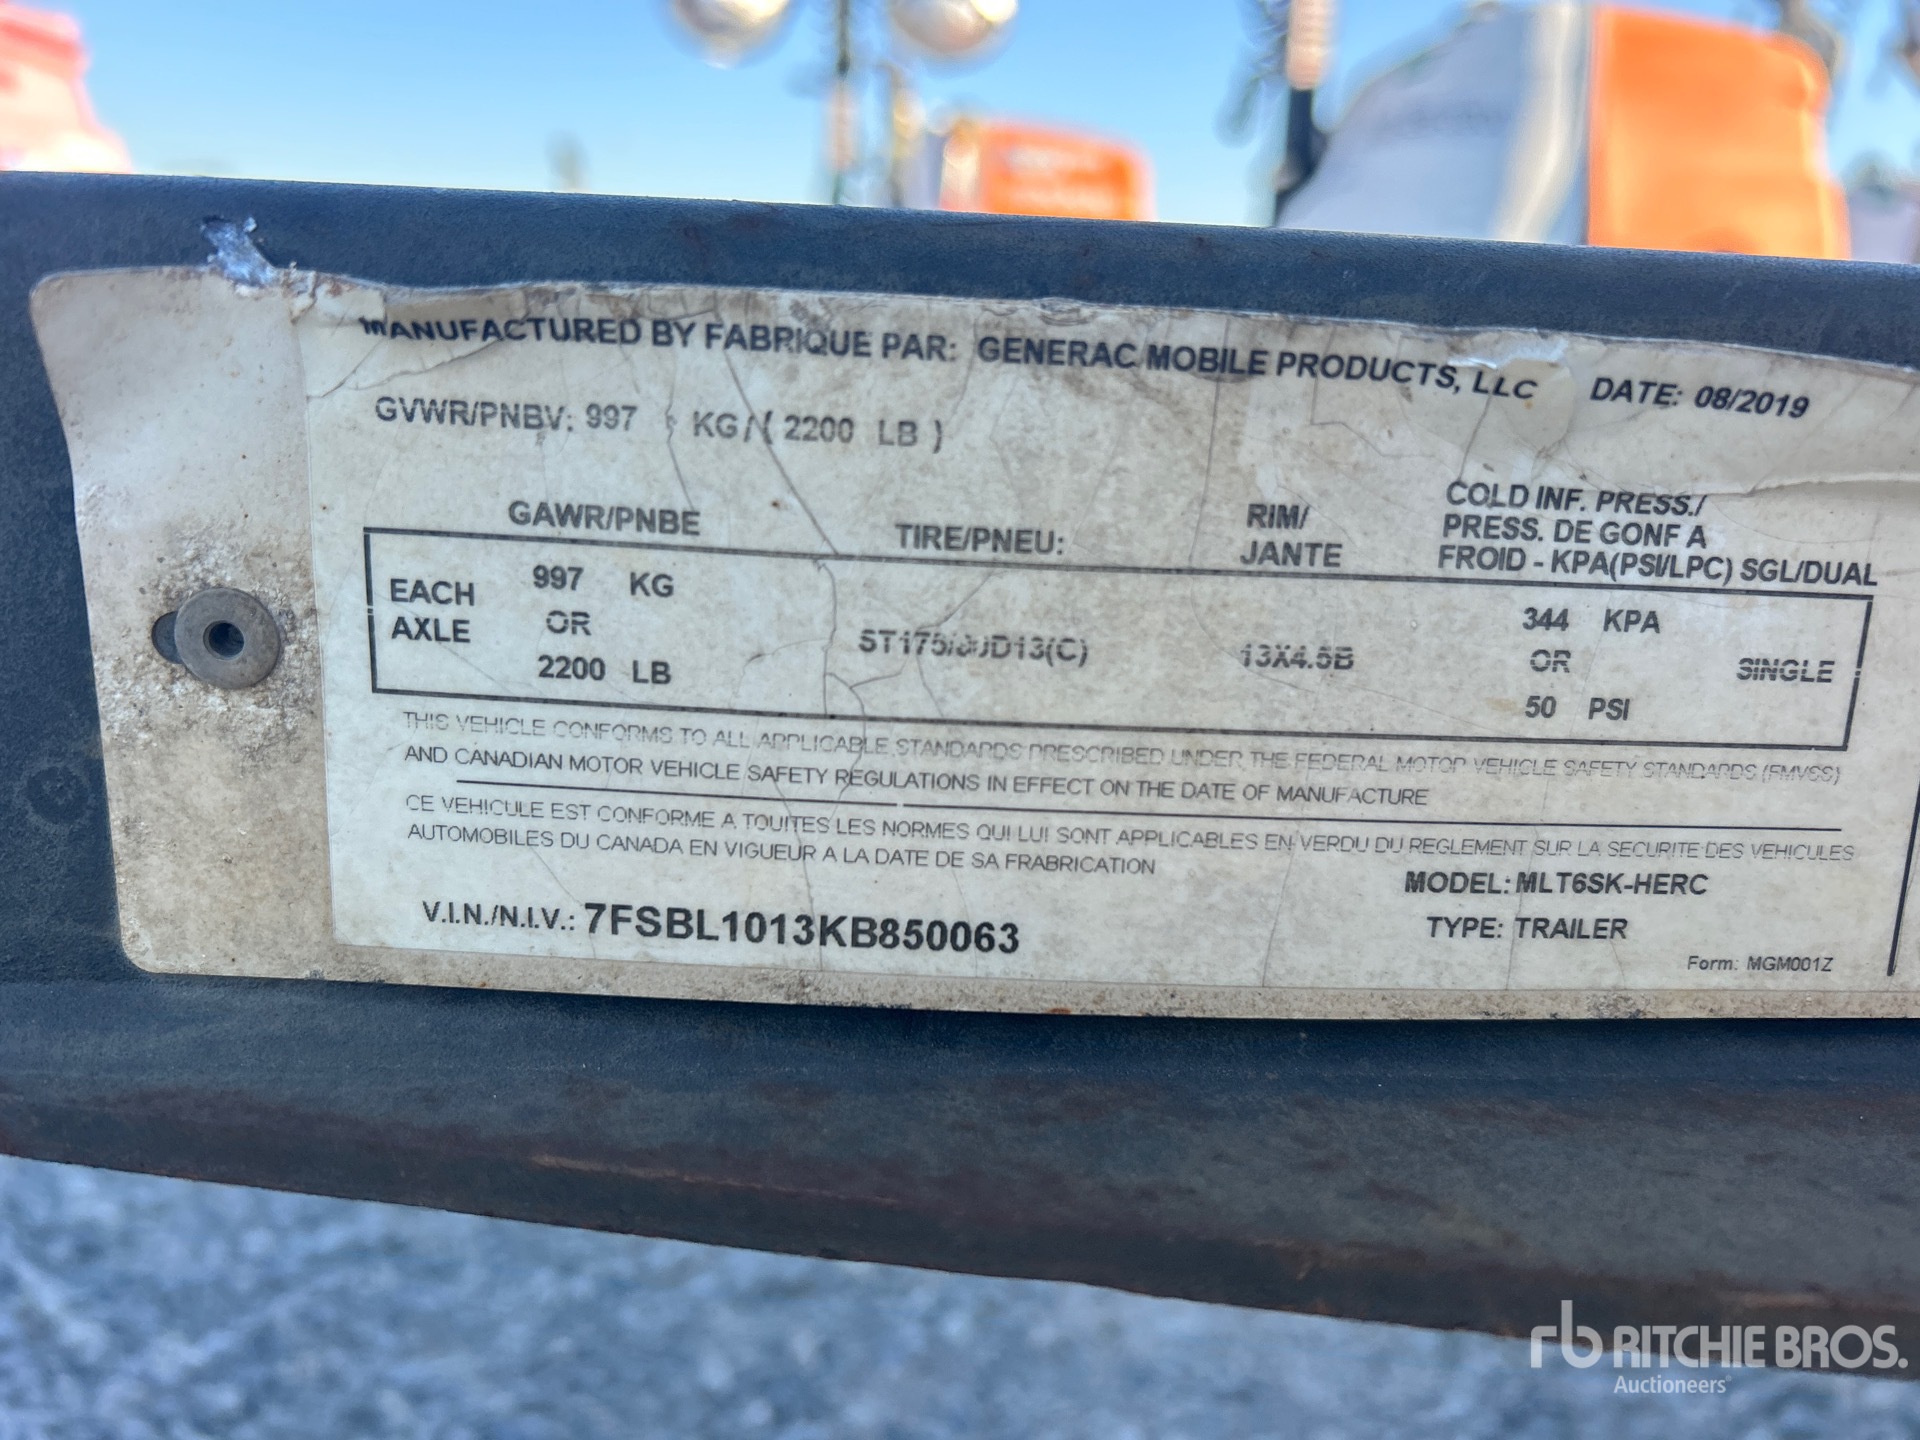 MANUFACTURED BY FABRIQUE PAR: GENERAC MOBILE PRODUCTS, LLC DATE: 08/2019
GVWR/PNBV: 997 KG/( 2200 LB )
GAWR/PNBE TIRE/PNEU: RIM/ JANTE COLD INF. PRESS./ PRESS. DE GONF A FROID - KPA(PSI/LPC) SGL/DUAL
EACH AXLE 997 KG OR 2200 LB ST175/80D13(C) 13X4.5B 344 KPA OR 50 PSI SINGLE
THIS VEHICLE CONFORMS TO ALL APPLICABLE STANDARDS PRESCRIBED UNDER THE FEDERAL MOTOR VEHICLE SAFETY STANDARDS (FMVSS)
AND CANADIAN MOTOR VEHICLE SAFETY REGULATIONS IN EFFECT ON THE DATE OF MANUFACTURE
CE VEHICULE EST CONFORME A TOUITES LES NORMES QUI LUI SONT APPLICABLES EN VERDU DU REGLEMENT SUR LA SECURITE DES VEHICULES
AUTOMOBILES DU CANADA EN VIGUEUR A LA DATE DE SA FRABRICATION
MODEL: MLT6SK-HERC
V.I.N./N.I.V.: 7FSBL1013KB850063
TYPE: TRAILER
Form: MGM001Z
rb RITCHIE BROS.
Auctioneers